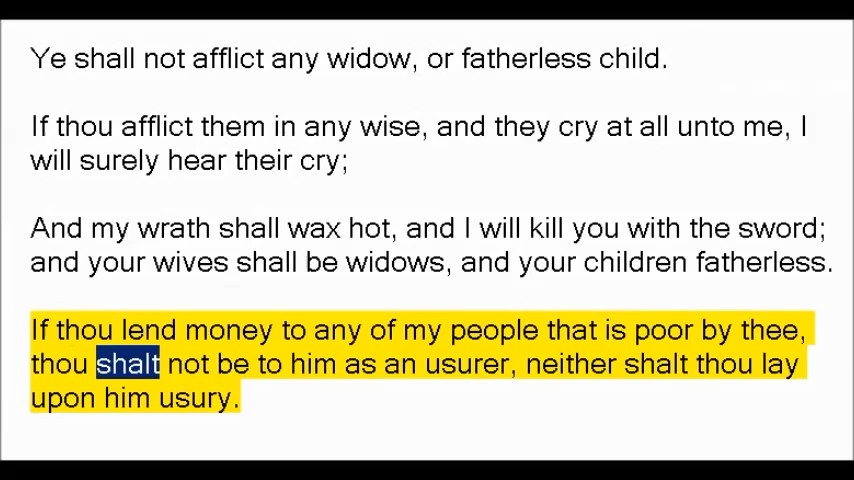 Ye shall not afflict any widow, or fatherless child.
If thou afflict them in any wise, and they cry at all unto me, I
will surely hear their cry;
And my wrath shall wax hot, and I will kill you with the sword;
and your wives shall be widows, and your children fatherless.
If thou lend money to any of my people that is poor by thee,
thou shalt not be to him as an usurer, neither shalt thou lay
upon him usury.